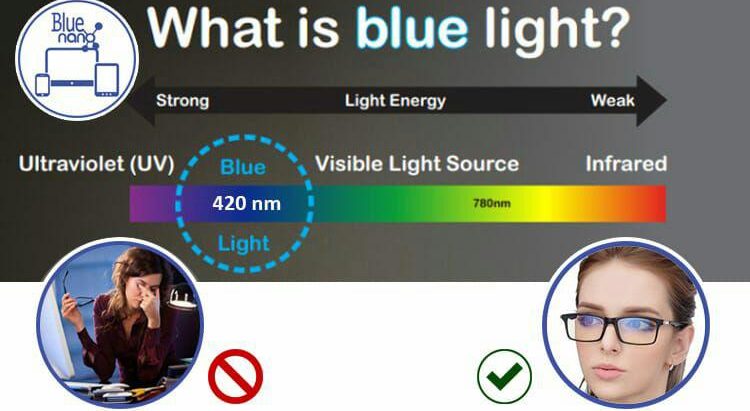 Blue
nano
What is blue light?
Strong Light Energy Weak
Ultraviolet (UV) Blue Visible Light Source Infrared
420 nm 780nm
Light